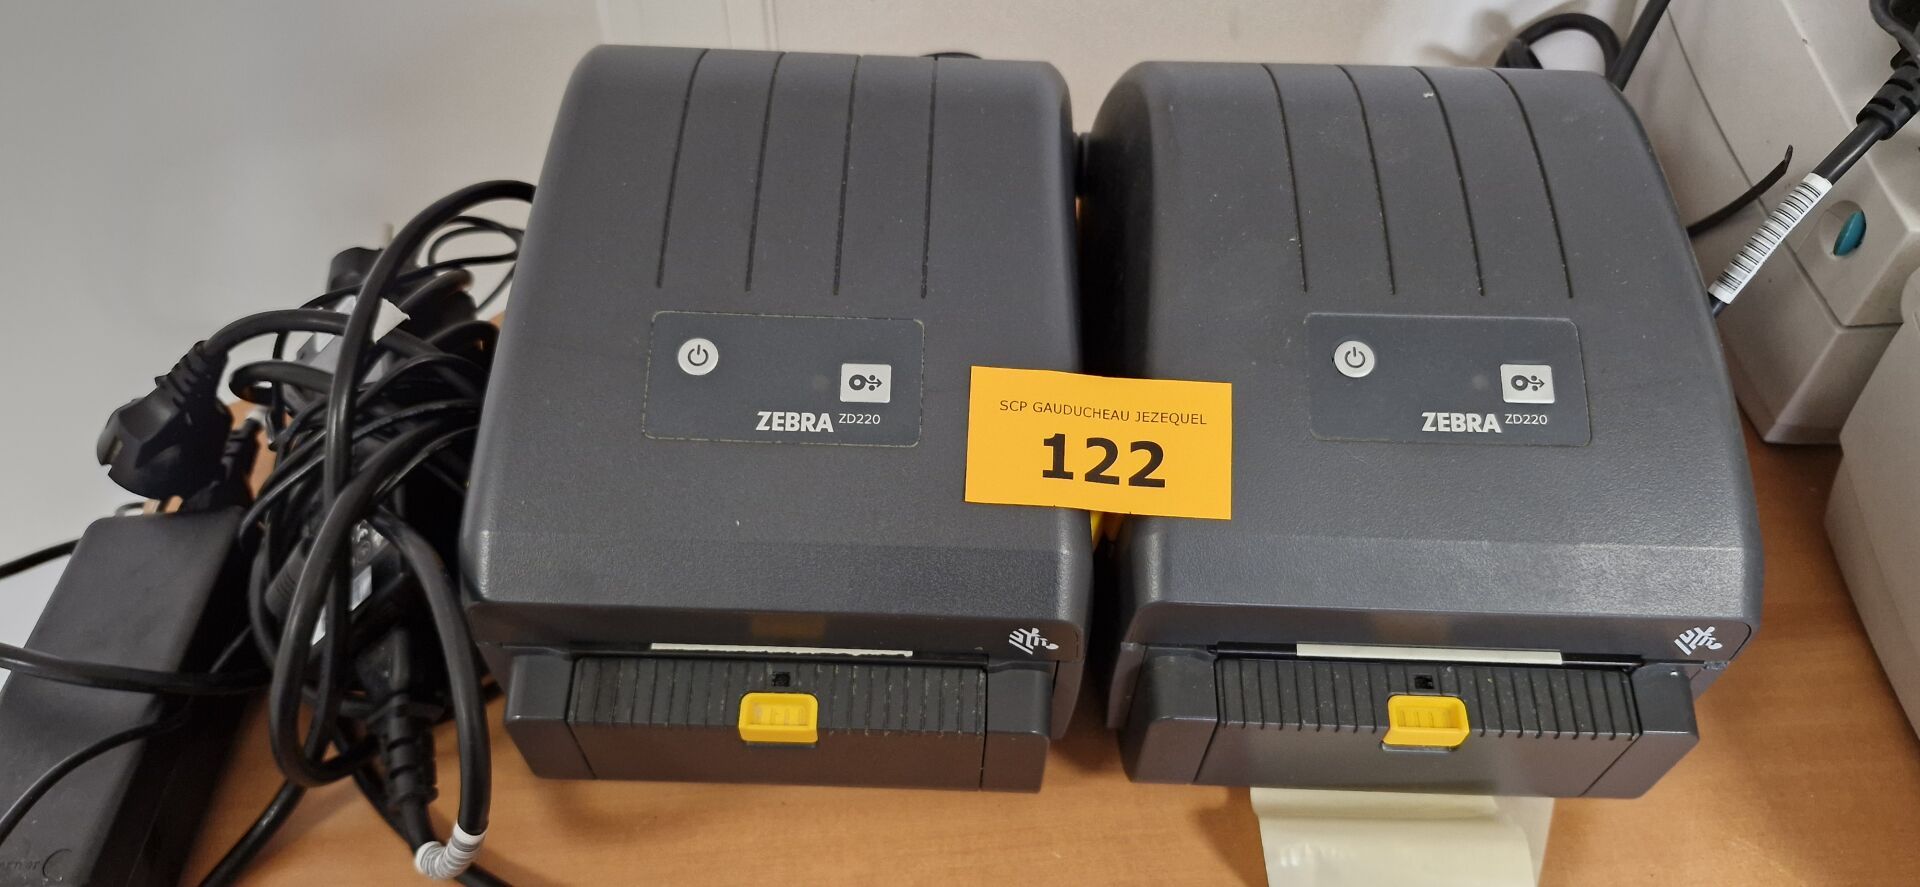 SCP GAUDUCHEAU JEZEQUEL
122
ZEBRA ZD220
ZEBRA ZD220